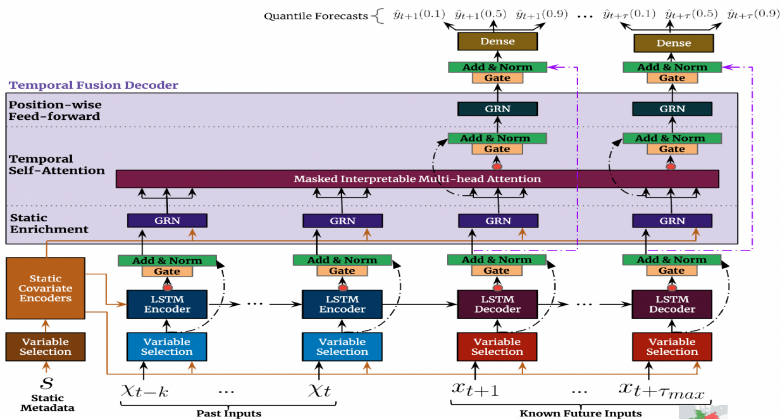 Quantile Forecasts ŷt+1(0.1) ŷt+1(0.5) ŷt+1(0.9) ... ŷt+τ(0.1) ŷt+τ(0.5) ŷt+τ(0.9)
Dense Dense
Add & Norm Add & Norm
Gate Gate
Temporal Fusion Decoder
Position-wise
Feed-forward
GRN GRN
Add & Norm Add & Norm
Gate Gate
Temporal
Self-Attention
Masked Interpretable Multi-head Attention
Static
Enrichment
GRN GRN GRN GRN
Add & Norm Add & Norm Add & Norm Add & Norm
Gate Gate Gate Gate
Static
Covariate
Encoders
LSTM
Encoder
...
LSTM
Encoder
LSTM
Decoder
...
LSTM
Decoder
Variable
Selection
Variable
Selection
Variable
Selection
Variable
Selection
Variable
Selection
s
Static
Metadata
χt−k ... χt xt+1 ... xt+τmax
Past Inputs Known Future Inputs